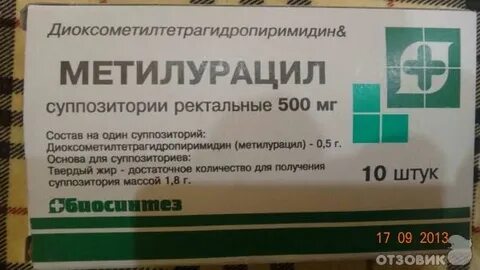 Диоксометилтетрагидропиримидин&
МЕТИЛУРАЦИЛ
суппозитории ректальные 500 мг
Состав на один суппозиторий:
Диоксометилтетрагидропиримидин (метилурацил) - 0,5 г.
Основа для суппозиториев:
Твердый жир - достаточное количество для получения
суппозитория массой 1,8 г.
10 штук
биосинтез
17 09 2013
ОТЗОВИК